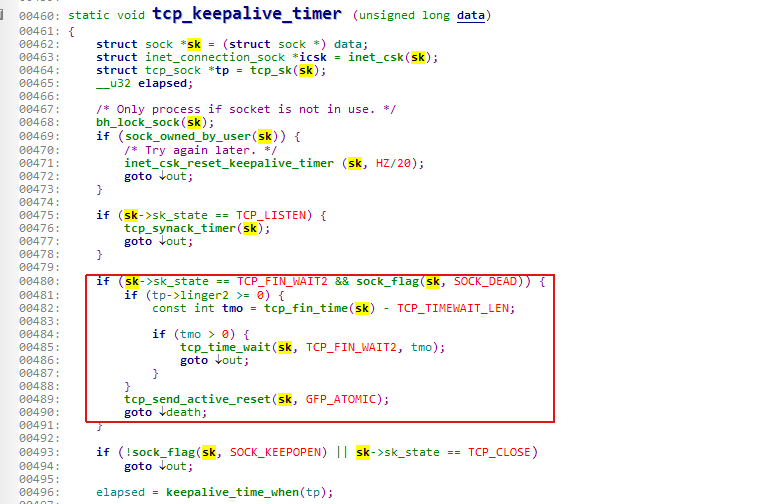 00460: static void tcp_keepalive_timer (unsigned long data)
00461: {
00462: struct sock *sk = (struct sock *) data;
00463: struct inet_connection_sock *icsk = inet_csk(sk);
00464: struct tcp_sock *tp = tcp_sk(sk);
00465: __u32 elapsed;
00466:
00467: /* Only process if socket is not in use. */
00468: bh_lock_sock(sk);
00469: if (sock_owned_by_user(sk)) {
00470: /* Try again later. */
00471: inet_csk_reset_keepalive_timer (sk, HZ/20);
00472: goto ↓out;
00473: }
00474:
00475: if (sk->sk_state == TCP_LISTEN) {
00476: tcp_synack_timer(sk);
00477: goto ↓out;
00478: }
00479:
00480: if (sk->sk_state == TCP_FIN_WAIT2 && sock_flag(sk, SOCK_DEAD)) {
00481: if (tp->linger2 >= 0) {
00482: const int tmo = tcp_fin_time(sk) - TCP_TIMEWAIT_LEN;
00483:
00484: if (tmo > 0) {
00485: tcp_time_wait(sk, TCP_FIN_WAIT2, tmo);
00486: goto ↓out;
00487: }
00488: }
00489: tcp_send_active_reset(sk, GFP_ATOMIC);
00490: goto ↓death;
00491: }
00492:
00493: if (!sock_flag(sk, SOCK_KEEPOPEN) || sk->sk_state == TCP_CLOSE)
00494: goto ↓out;
00495:
00496: elapsed = keepalive_time_when(tp);